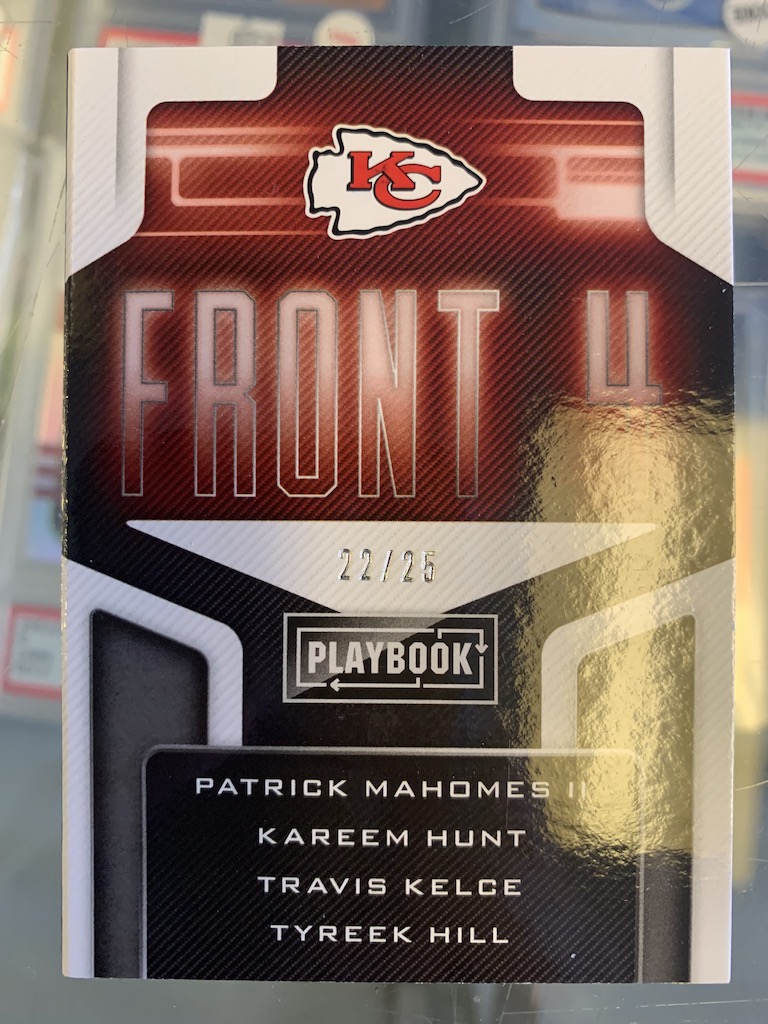 KC
FRONT 4
22/25
PLAYBOOK
PATRICK MAHOMES II
KAREEM HUNT
TRAVIS KELCE
TYREEK HILL